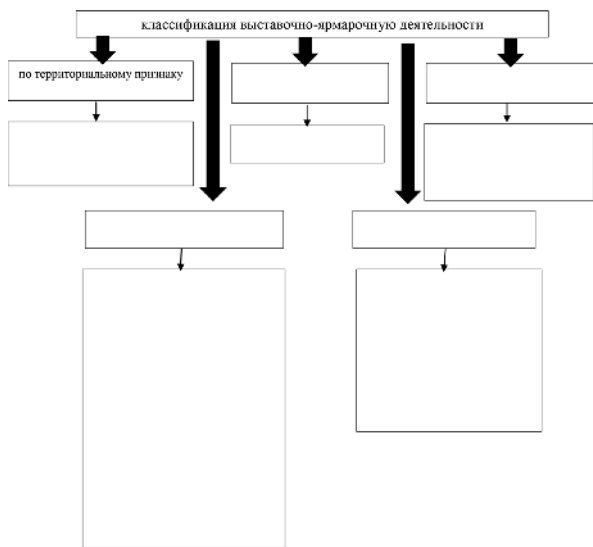 классификация выставочно-ярмарочную деятельности
по территориальному признаку